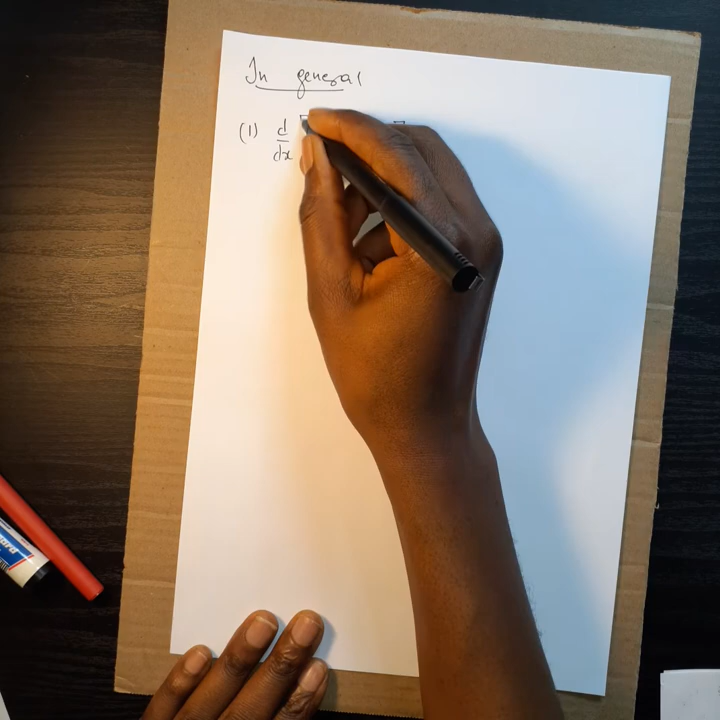 In general
(1) d
dx [ ]